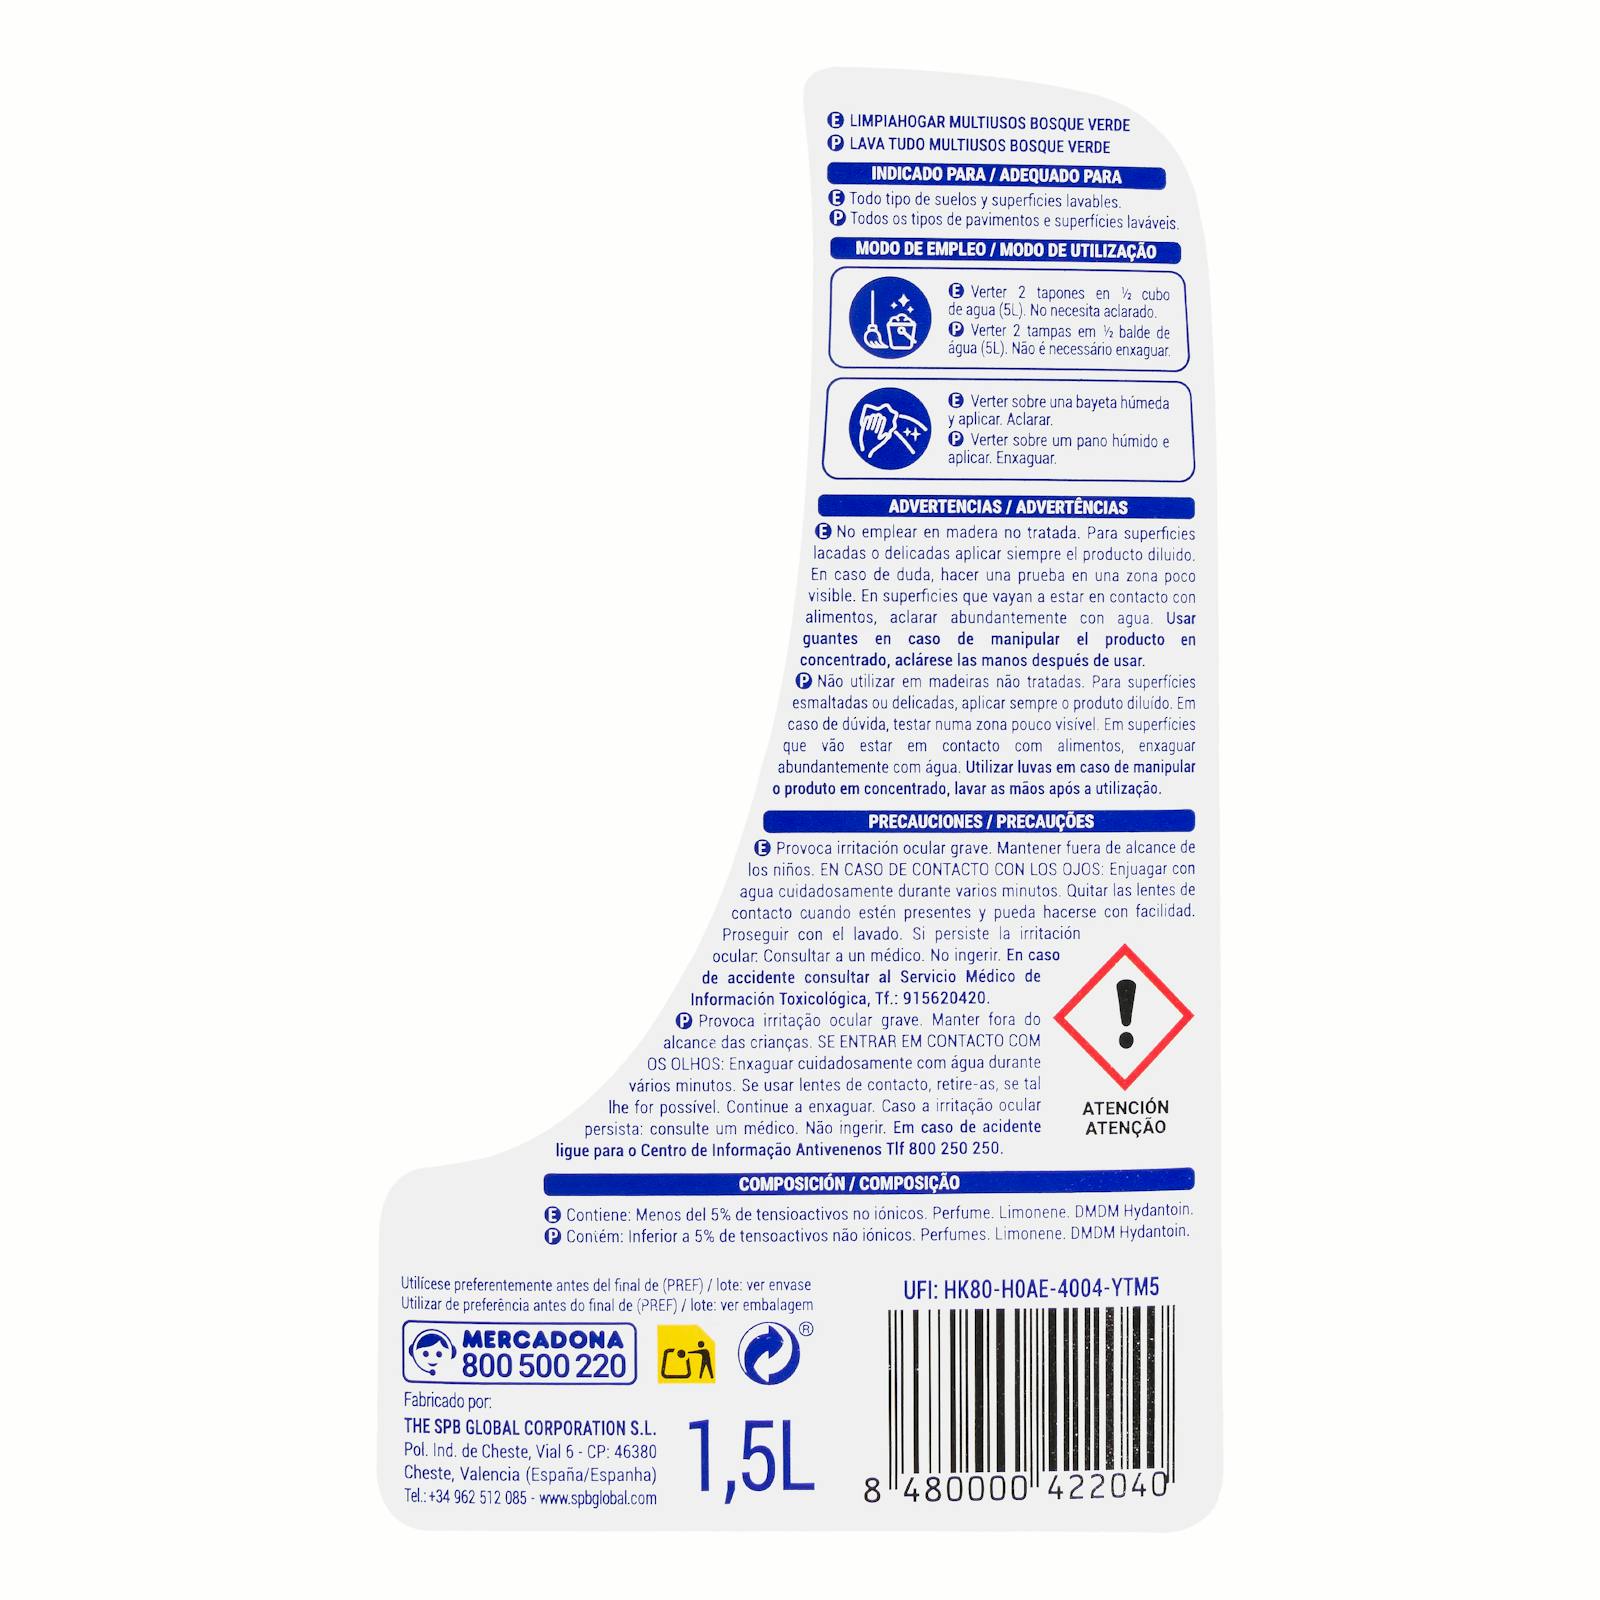 E LIMPIAHOGAR MULTIUSOS BOSQUE VERDE
P LAVA TUDO MULTIUSOS BOSQUE VERDE
INDICADO PARA / ADEQUADO PARA
E Todo tipo de suelos y superficies lavables.
P Todos os tipos de pavimentos e superfícies laváveis.
MODO DE EMPLEO / MODO DE UTILIZAÇÃO
E Verter 2 tapones en ½ cubo
de agua (5L). No necesita aclarado.
P Verter 2 tampas em ½ balde de
água (5L). Não é necessário enxaguar.
E Verter sobre una bayeta húmeda
y aplicar. Aclarar.
P Verter sobre um pano húmido e
aplicar. Enxaguar.
ADVERTENCIAS / ADVERTÊNCIAS
E No emplear en madera no tratada. Para superficies
lacadas o delicadas aplicar siempre el producto diluido.
En caso de duda, hacer una prueba en una zona poco
visible. En superficies que vayan a estar en contacto con
alimentos, aclarar abundantemente con agua. Usar
guantes en caso de manipular el producto en
concentrado, aclárese las manos después de usar.
P Não utilizar em madeiras não tratadas. Para superfícies
esmaltadas ou delicadas, aplicar sempre o produto diluído. Em
caso de dúvida, testar numa zona pouco visível. Em superfícies
que vão estar em contacto com alimentos, enxaguar
abundantemente com água. Utilizar luvas em caso de manipular
o produto em concentrado, lavar as mãos após a utilização.
PRECAUCIONES / PRECAUÇÕES
E Provoca irritación ocular grave. Mantener fuera de alcance de
los niños. EN CASO DE CONTACTO CON LOS OJOS: Enjuagar con
agua cuidadosamente durante varios minutos. Quitar las lentes de
contacto cuando estén presentes y pueda hacerse con facilidad.
Proseguir con el lavado. Si persiste la irritación
ocular: Consultar a un médico. No ingerir. En caso
de accidente consultar al Servicio Médico de
Información Toxicológica, Tf.: 915620420.
P Provoca irritação ocular grave. Manter fora do
alcance das crianças. SE ENTRAR EM CONTACTO COM
OS OLHOS: Enxaguar cuidadosamente com água durante
vários minutos. Se usar lentes de contacto, retire-as, se tal
lhe for possível. Continue a enxaguar. Caso a irritação ocular
persista: consulte um médico. Não ingerir. Em caso de acidente
ligue para o Centro de Informação Antivenenos Tlf 800 250 250.
ATENCIÓN
ATENÇÃO
COMPOSICIÓN / COMPOSIÇÃO
E Contiene: Menos del 5% de tensioactivos no iónicos. Perfume. Limonene. DMDM Hydantoin.
P Contém: Inferior a 5% de tensoactivos não iónicos. Perfumes. Limonene. DMDM Hydantoin.
Utilícese preferentemente antes del final de (PREF) / lote: ver envase
Utilizar de preferência antes do final de (PREF) / lote: ver embalagem
MERCADONA
800 500 220
®
Fabricado por:
THE SPB GLOBAL CORPORATION S.L.
Pol. Ind. de Cheste, Vial 6 - CP: 46380
Cheste, Valencia (España/Espanha)
Tel.: +34 962 512 085 - www.spbglobal.com
1,5L
UFI: HK80-H0AE-4004-YTM5
8 480000 422040